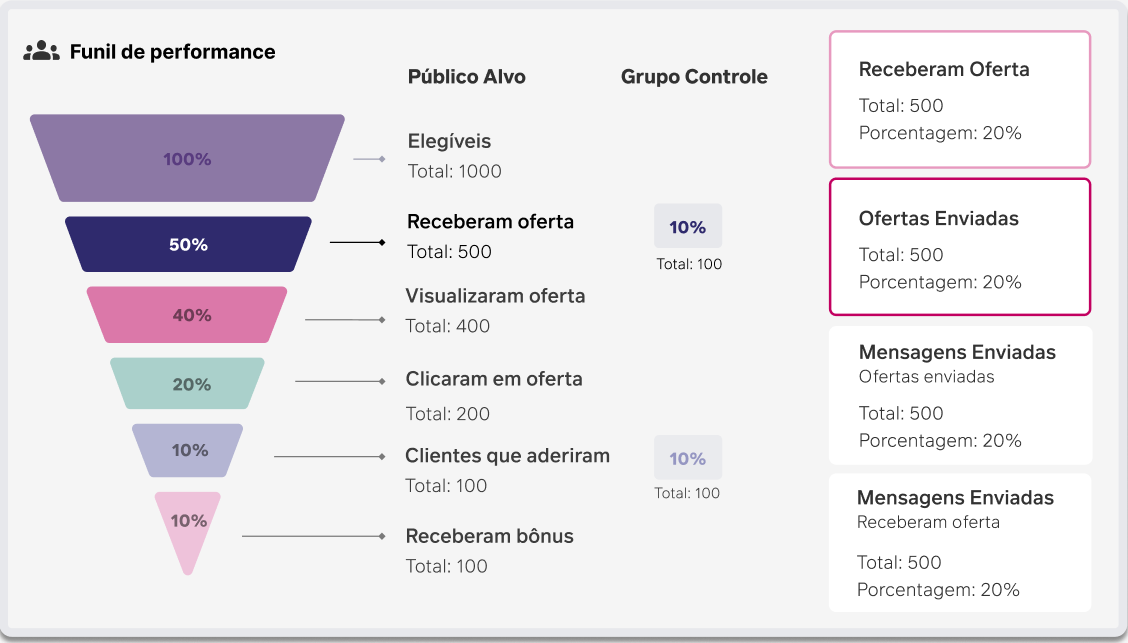 Funil de performance
Público Alvo
Grupo Controle
100%
Elegíveis
Total: 1000
50%
Receberam oferta
Total: 500
10%
Total: 100
40%
Visualizaram oferta
Total: 400
20%
Clicaram em oferta
Total: 200
10%
Clientes que aderiram
Total: 100
10%
Total: 100
10%
Receberam bônus
Total: 100
Receberam Oferta
Total: 500
Porcentagem: 20%
Ofertas Enviadas
Total: 500
Porcentagem: 20%
Mensagens Enviadas
Ofertas enviadas
Total: 500
Porcentagem: 20%
Mensagens Enviadas
Receberam oferta
Total: 500
Porcentagem: 20%